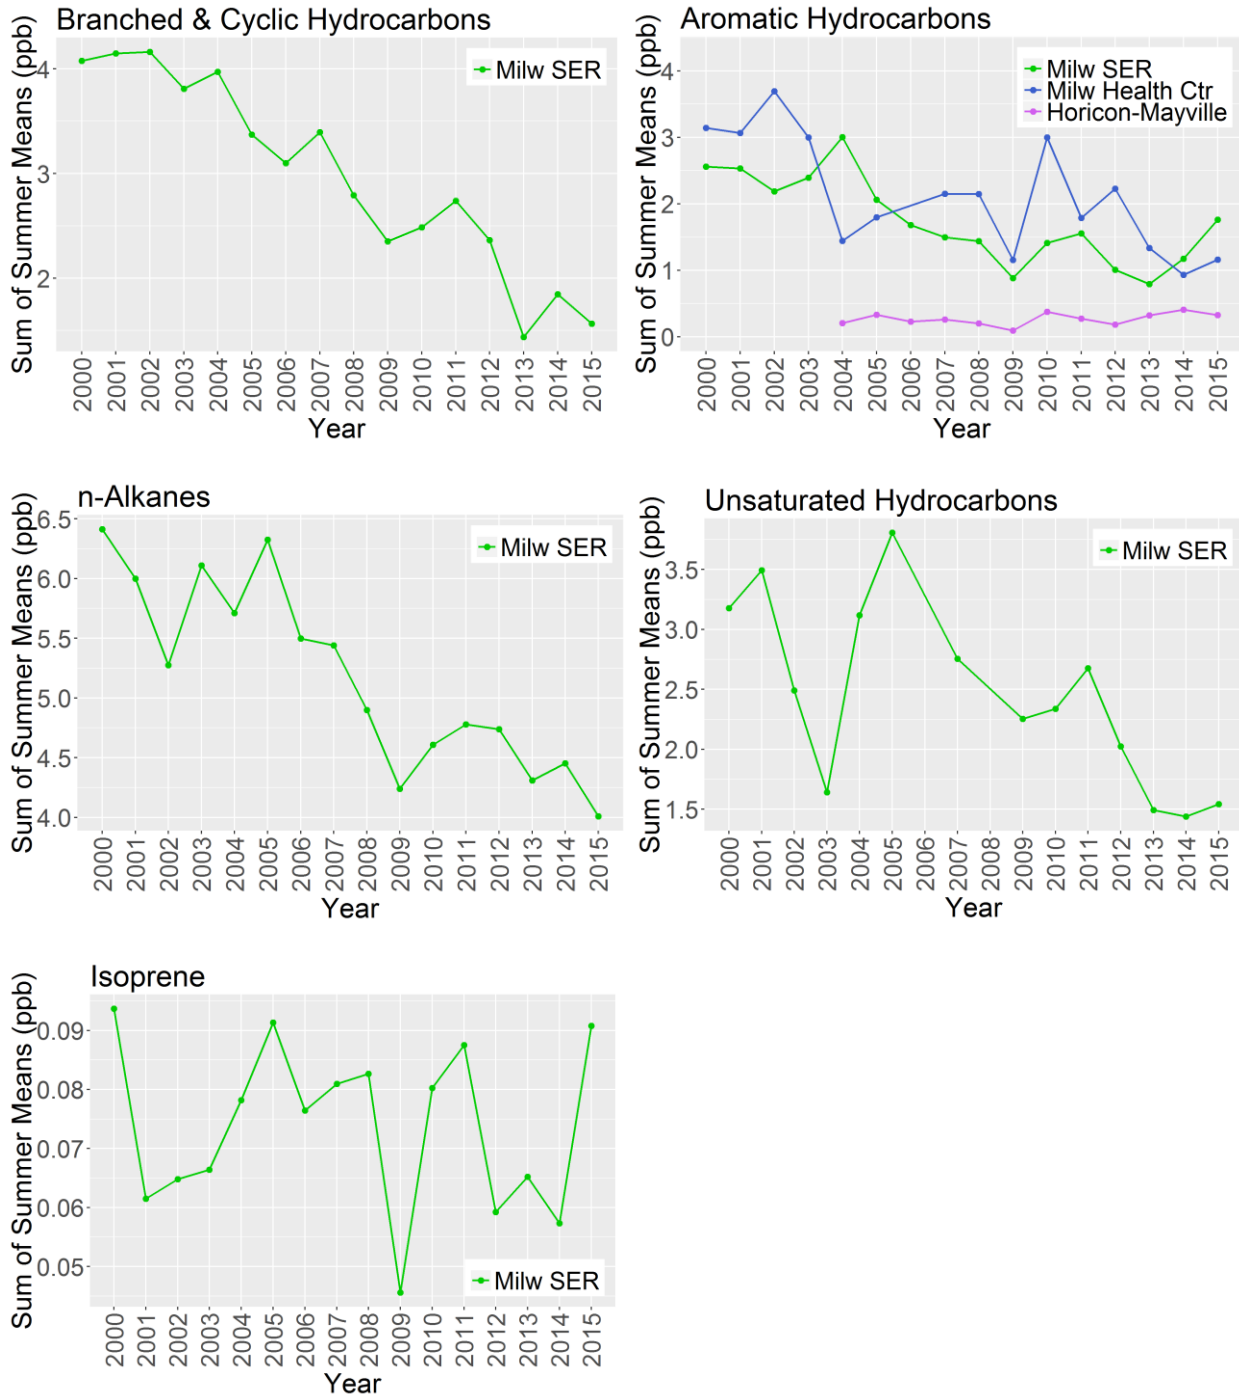 Branched & Cyclic Hydrocarbons
Sum of Summer Means (ppb)
4
3
2
Milw SER
2000 2001 2002 2003 2004 2005 2006 2007 2008 2009 2010 2011 2012 2013 2014 2015
Year
Aromatic Hydrocarbons
Sum of Summer Means (ppb)
4
3
2
1
0
Milw SER
Milw Health Ctr
Horicon-Mayville
2000 2001 2002 2003 2004 2005 2006 2007 2008 2009 2010 2011 2012 2013 2014 2015
Year
n-Alkanes
Sum of Summer Means (ppb)
6.5
6.0
5.5
5.0
4.5
4.0
Milw SER
2000 2001 2002 2003 2004 2005 2006 2007 2008 2009 2010 2011 2012 2013 2014 2015
Year
Unsaturated Hydrocarbons
Sum of Summer Means (ppb)
3.5
3.0
2.5
2.0
1.5
Milw SER
2000 2001 2002 2003 2004 2005 2006 2007 2008 2009 2010 2011 2012 2013 2014 2015
Year
Isoprene
Sum of Summer Means (ppb)
0.09
0.08
0.07
0.06
0.05
Milw SER
2000 2001 2002 2003 2004 2005 2006 2007 2008 2009 2010 2011 2012 2013 2014 2015
Year